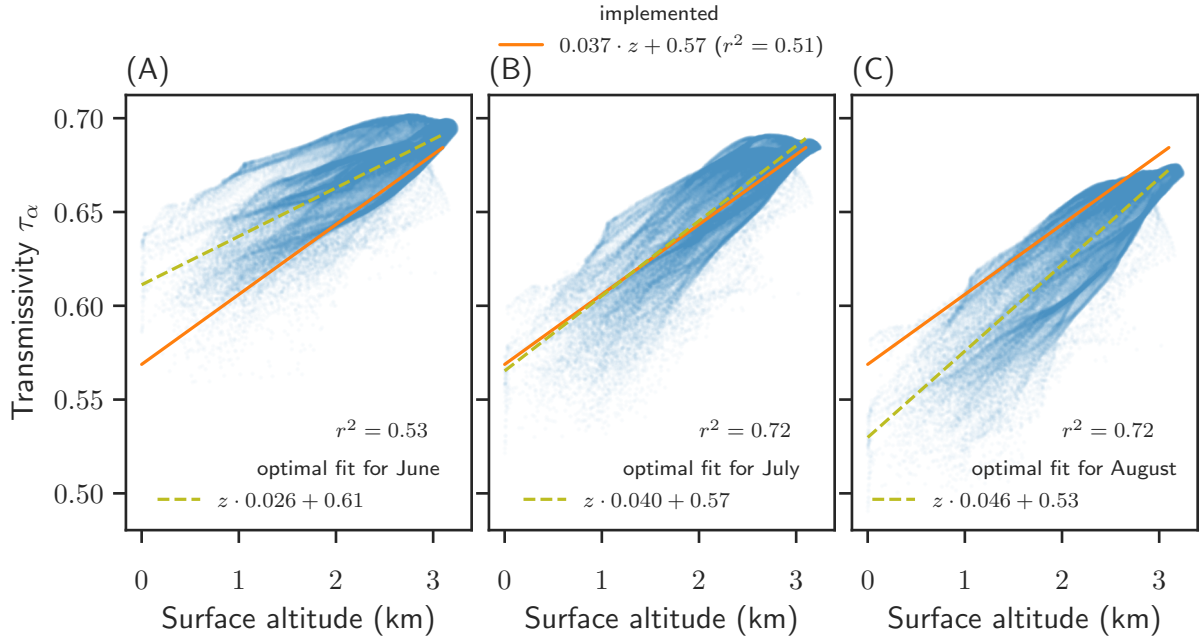 implemented
0.037 · z + 0.57 (r² = 0.51)
(A)
(B)
(C)
Transmissivity τα
0.70
0.65
0.60
0.55
0.50
r² = 0.53
optimal fit for June
z · 0.026 + 0.61
r² = 0.72
optimal fit for July
z · 0.040 + 0.57
r² = 0.72
optimal fit for August
z · 0.046 + 0.53
0 1 2 3
0 1 2 3
0 1 2 3
Surface altitude (km)
Surface altitude (km)
Surface altitude (km)